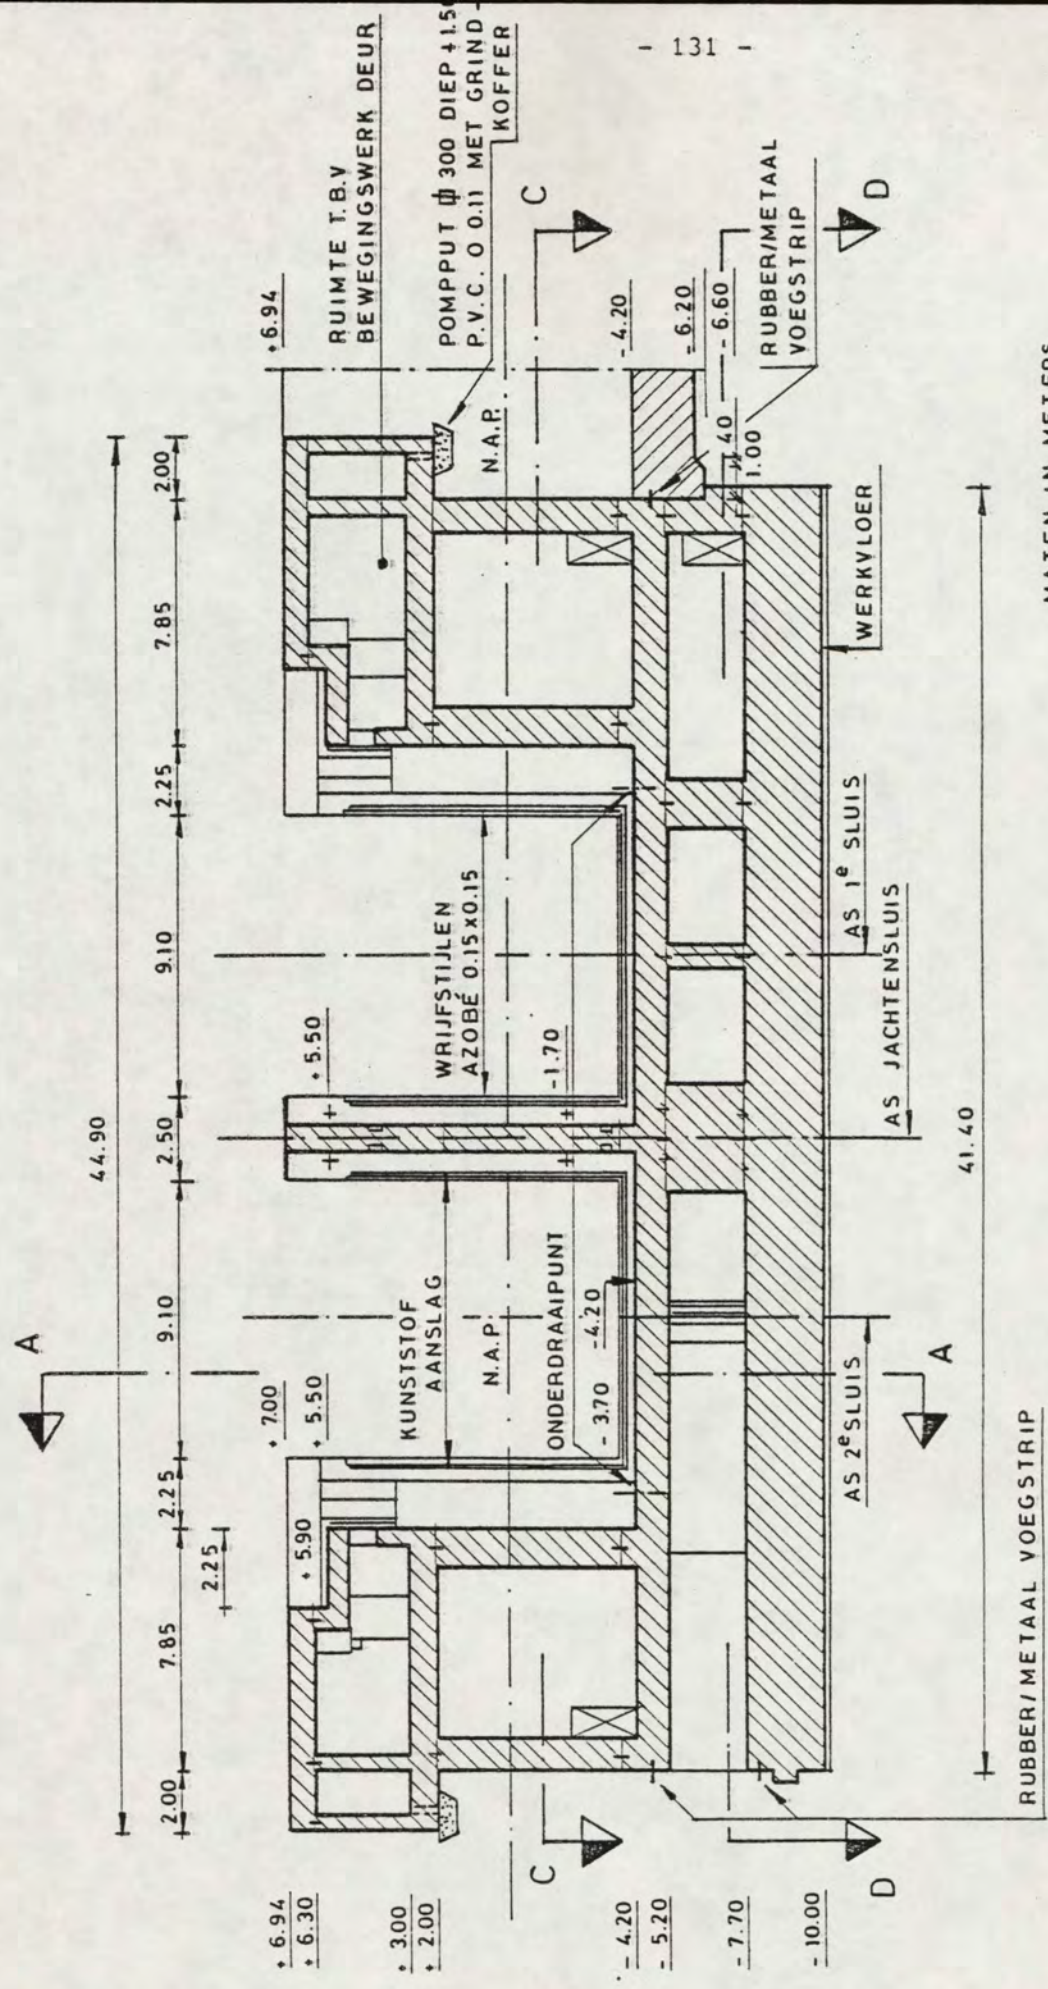 - 131 -
44.90
2.00
7.85
2.25
9.10
2.50
9.10
2.25
7.85
2.00
2.25
A
+ 6.94
RUIMTE T.B.V
BEWEGINGSWERK DEUR
POMPPUT ⌀ 300 DIEP +1.50
P.V.C. O 0.11 MET GRIND-
KOFFER
+ 7.00
+ 5.50
+ 5.90
+ 5.50
KUNSTSTOF
AANSLAG
WRIJFSTIJLEN
AZOBÉ 0.15 x 0.15
N.A.P.
N.A.P.
ONDERDRAAIPUNT
- 3.70
-4.20
-1.70
C
-4.20
- 6.20
- 6.60
D
40
1.00
RUBBER/METAAL
VOEGSTRIP
+ 6.94
+ 6.30
+ 3.00
+ 2.00
- 4.20
- 5.20
- 7.70
- 10.00
C
D
AS 2e SLUIS
A
AS JACHTENSLUIS
AS 1e SLUIS
WERKVLOER
41.40
RUBBER/METAAL VOEGSTRIP
MATEN IN METERS